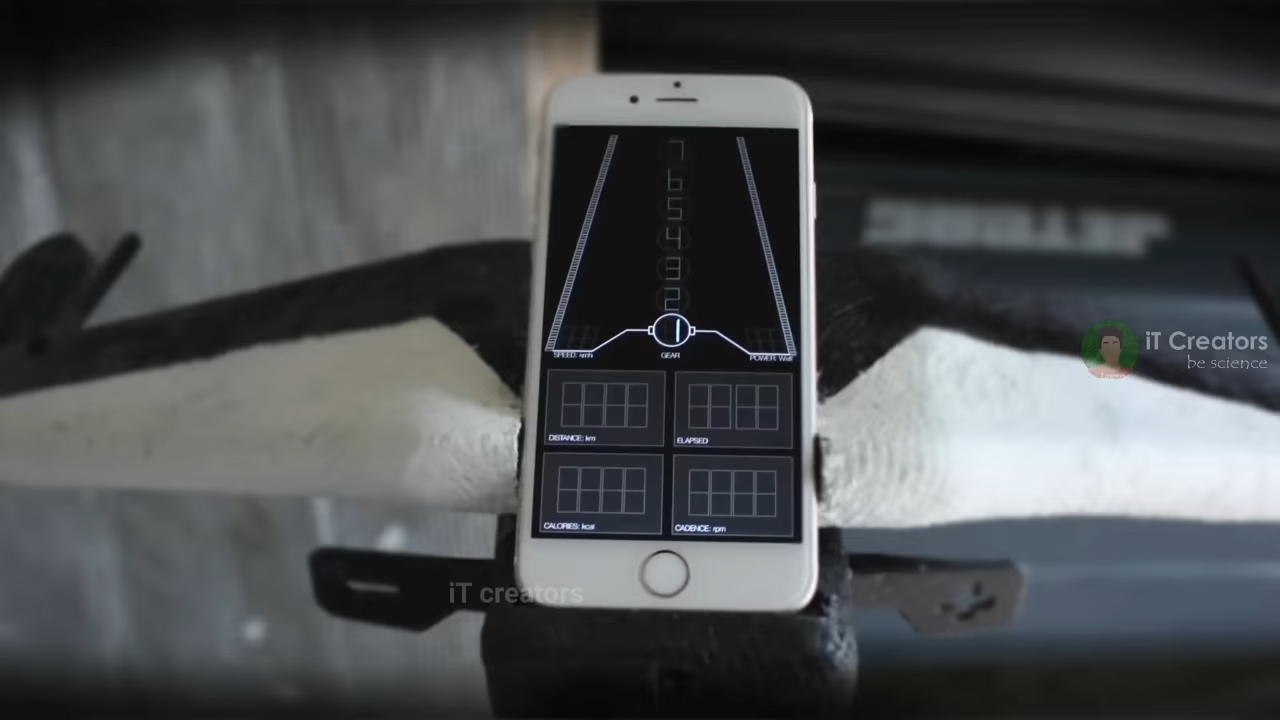 7
6
5
4
3
2
1
SPEED: kmh
GEAR
POWER: Watt
DISTANCE: km
ELAPSED
CALORIES: kcal
CADENCE: rpm
iT Creators
be science
iT creators